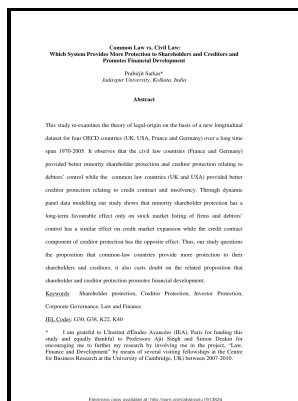 Common Law vs. Civil Law:
Which System Provides More Protection to Shareholders and Creditors and
Promotes Financial Development
Prabirjit Sarkar*
Jadavpur University, Kolkata, India
Abstract
This study re-examines the theory of legal-origin on the basis of a new longitudinal
dataset for four OECD countries (UK, USA, France and Germany) over a long time
span 1970-2005. It observes that the civil law countries (France and Germany)
provided better minority shareholder protection and creditor protection relating to
debtors' control while the common law countries (UK and USA) provided better
creditor protection relating to credit contract and insolvency. Through dynamic
panel data modelling our study shows that minority shareholder protection has a
long-term favourable effect only on stock market listing of firms and debtors'
control has a similar effect on credit market expansion while the credit contract
component of creditor protection has the opposite effect. Thus, our study questions
the proposition that common-law countries provide more protection to their
shareholders and creditors; it also casts doubt on the related proposition that
shareholder and creditor protection promotes financial development.
Keywords: Shareholder protection, Creditor Protection, Investor Protection,
Corporate Governance, Law and Finance.
JEL Codes: G30, G38, K22, K40
* I am grateful to L'Institut d'Études Avancées (IEA), Paris for funding this
study and equally thankful to Professors Ajit Singh and Simon Deakin for
encouraging me to further my research by involving me in the project, "Law,
Finance and Development" by means of several visiting fellowships at the Centre
for Business Research at the University of Cambridge, UK) between 2007-2010.
Electronic copy available at: http://ssrn.com/abstract=1913624